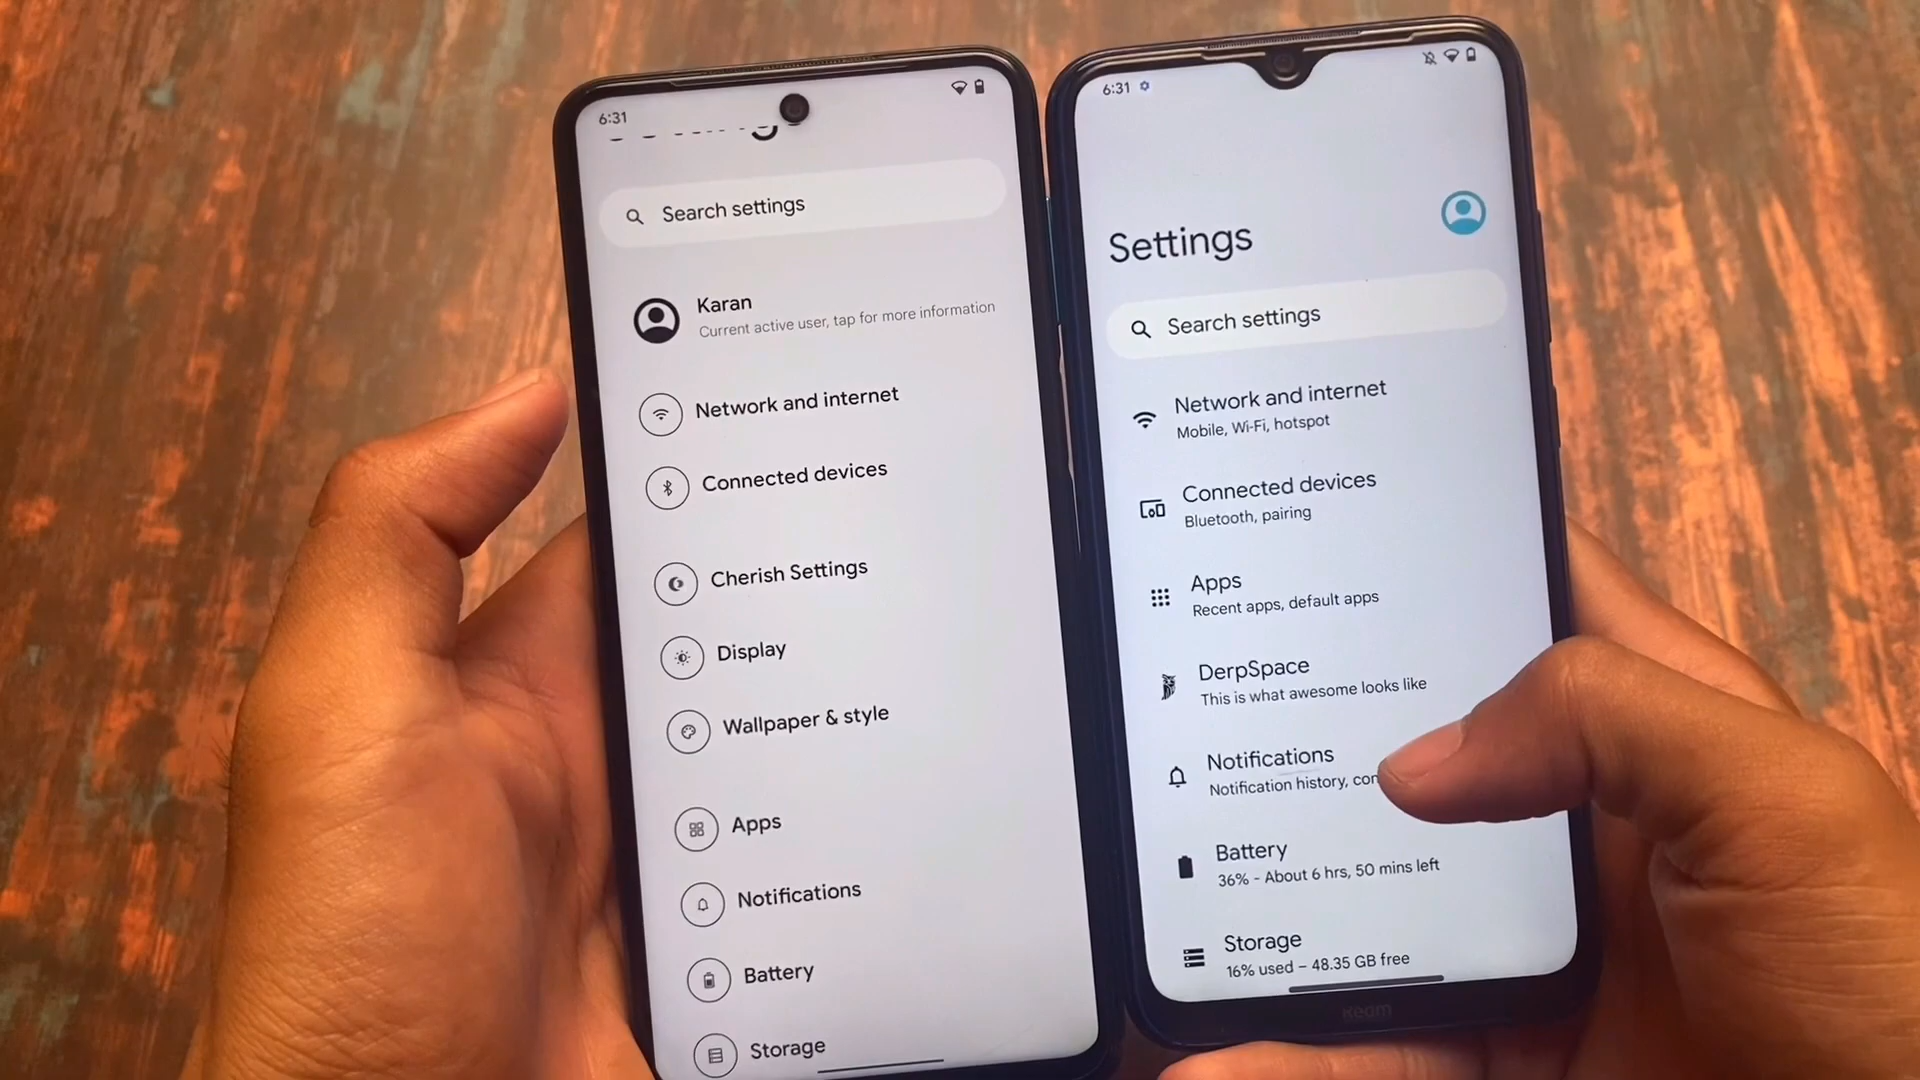 6:31
Search settings
Karan
Current active user, tap for more information
Network and internet
Connected devices
Cherish Settings
Display
Wallpaper & style
Apps
Notifications
Battery
Storage
6:31
Settings
Search settings
Network and internet
Mobile, Wi-Fi, hotspot
Connected devices
Bluetooth, pairing
Apps
Recent apps, default apps
DerpSpace
This is what awesome looks like
Notifications
Notification history, con
Battery
36% - About 6 hrs, 50 mins left
Storage
16% used – 48.35 GB free